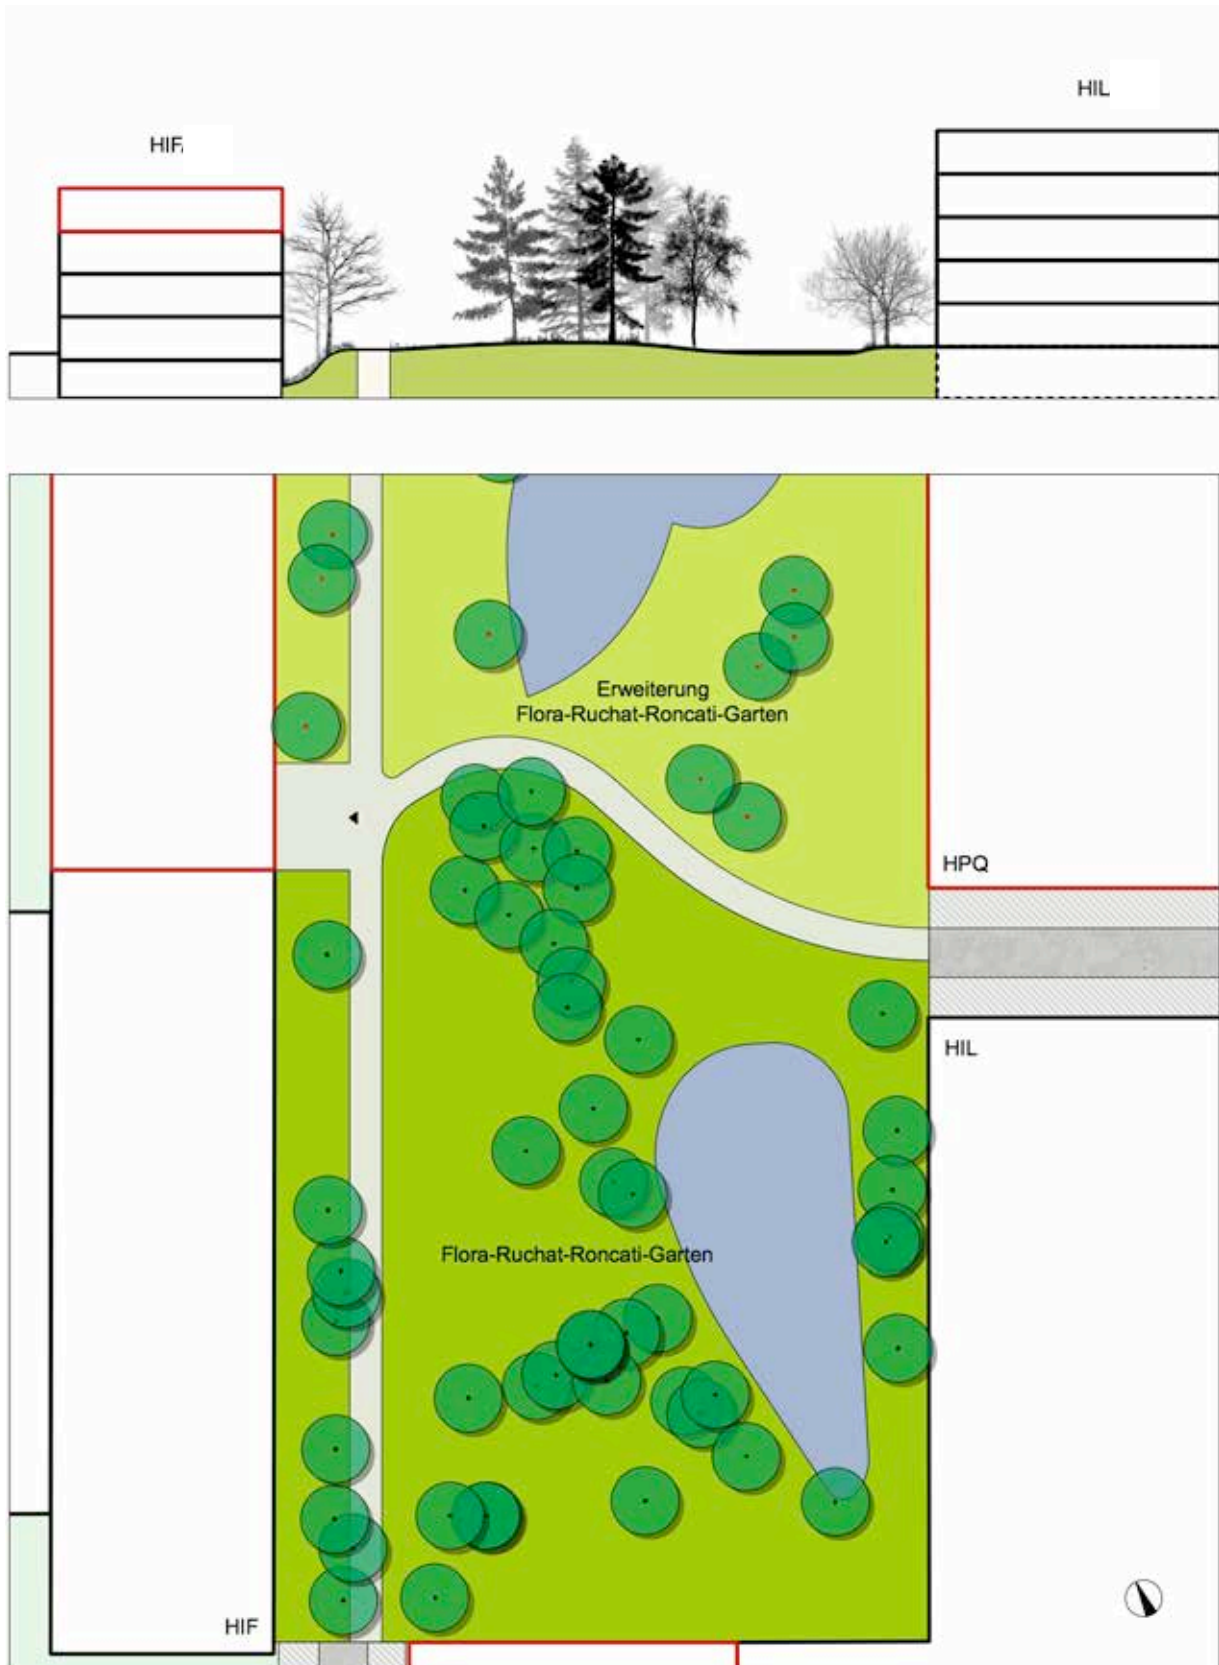 HIF
HIL
Erweiterung
Flora-Ruchat-Roncati-Garten
HPQ
HIL
Flora-Ruchat-Roncati-Garten
HIF